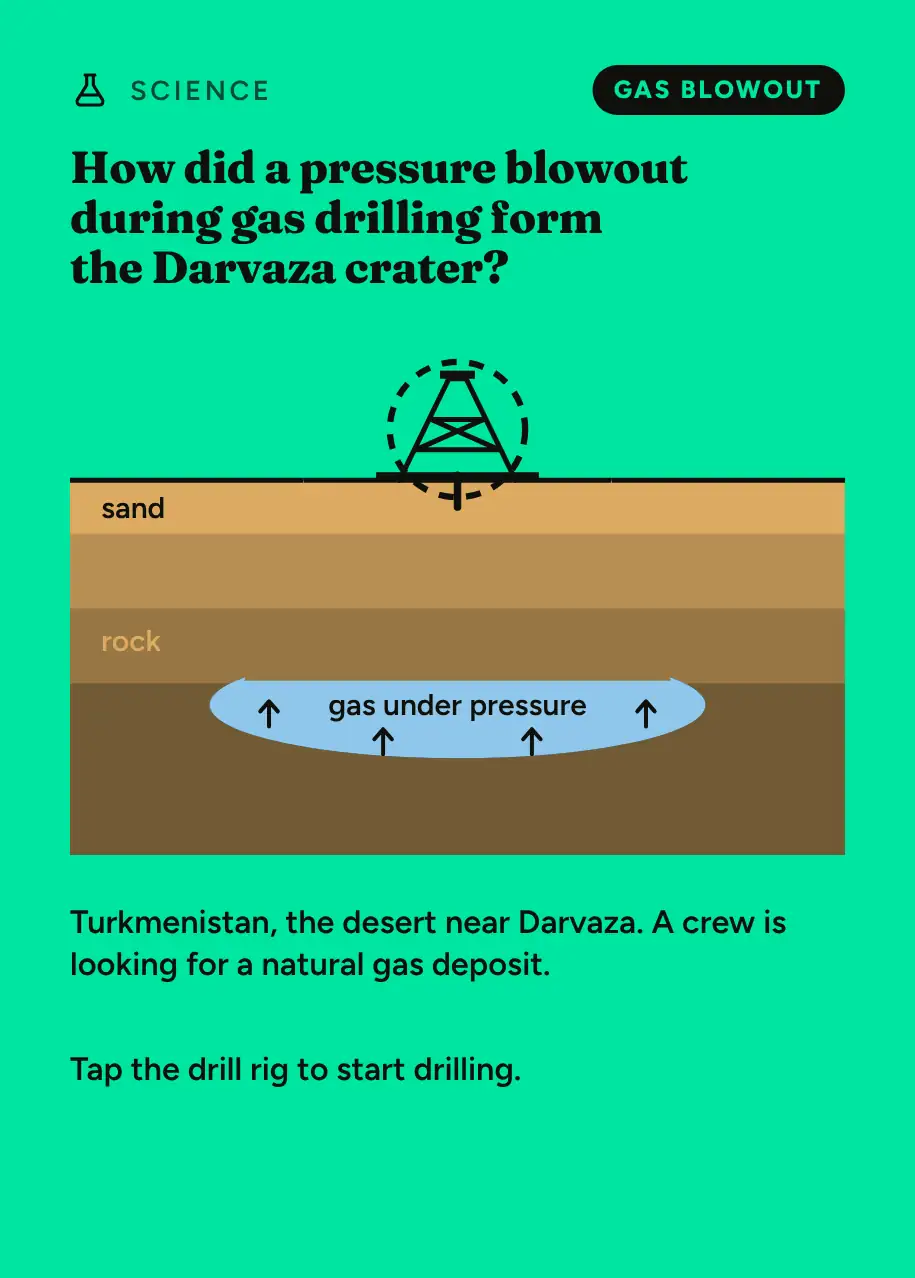 SCIENCE
GAS BLOWOUT
How did a pressure blowout
during gas drilling form
the Darvaza crater?
sand
rock
gas under pressure
Turkmenistan, the desert near Darvaza. A crew is
looking for a natural gas deposit.
Tap the drill rig to start drilling.